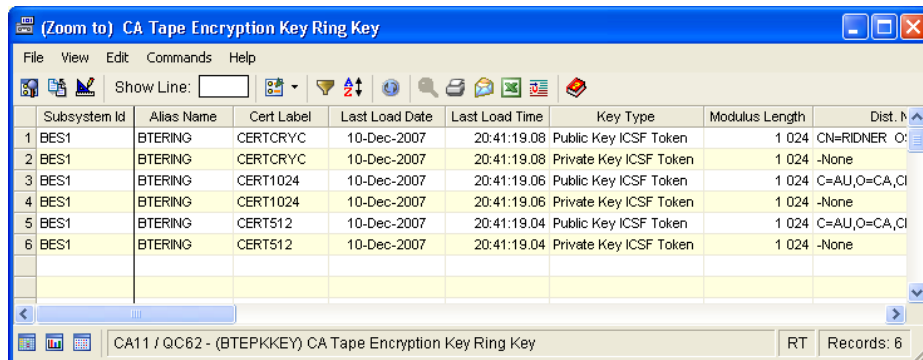 (Zoom to) CA Tape Encryption Key Ring Key
File View Edit Commands Help
Show Line:
Subsystem Id Alias Name Cert Label Last Load Date Last Load Time Key Type Modulus Length Dist. N
1 BES1 BTERING CERTCRYC 10-Dec-2007 20:41:19.08 Public Key ICSF Token 1 024 CN=RIDNER
2 BES1 BTERING CERTCRYC 10-Dec-2007 20:41:19.08 Private Key ICSF Token 1 024 -None
3 BES1 BTERING CERT1024 10-Dec-2007 20:41:19.06 Public Key ICSF Token 1 024 C=AU,O=CA,
4 BES1 BTERING CERT1024 10-Dec-2007 20:41:19.06 Private Key ICSF Token 1 024 -None
5 BES1 BTERING CERT512 10-Dec-2007 20:41:19.04 Public Key ICSF Token 1 024 C=AU,O=CA,
6 BES1 BTERING CERT512 10-Dec-2007 20:41:19.04 Private Key ICSF Token 1 024 -None
CA11 / QC62 - (BTEPKKEY) CA Tape Encryption Key Ring Key RT Records: 6